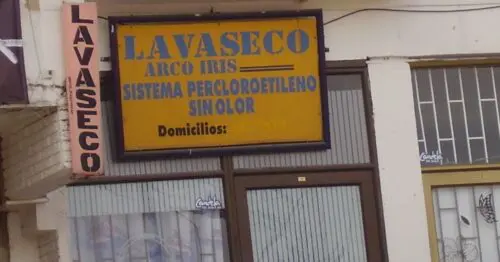 LAVASECO
LAVASECO
ARCO IRIS
SISTEMA PERCLOROETILENO
SIN OLOR
Domicilios: